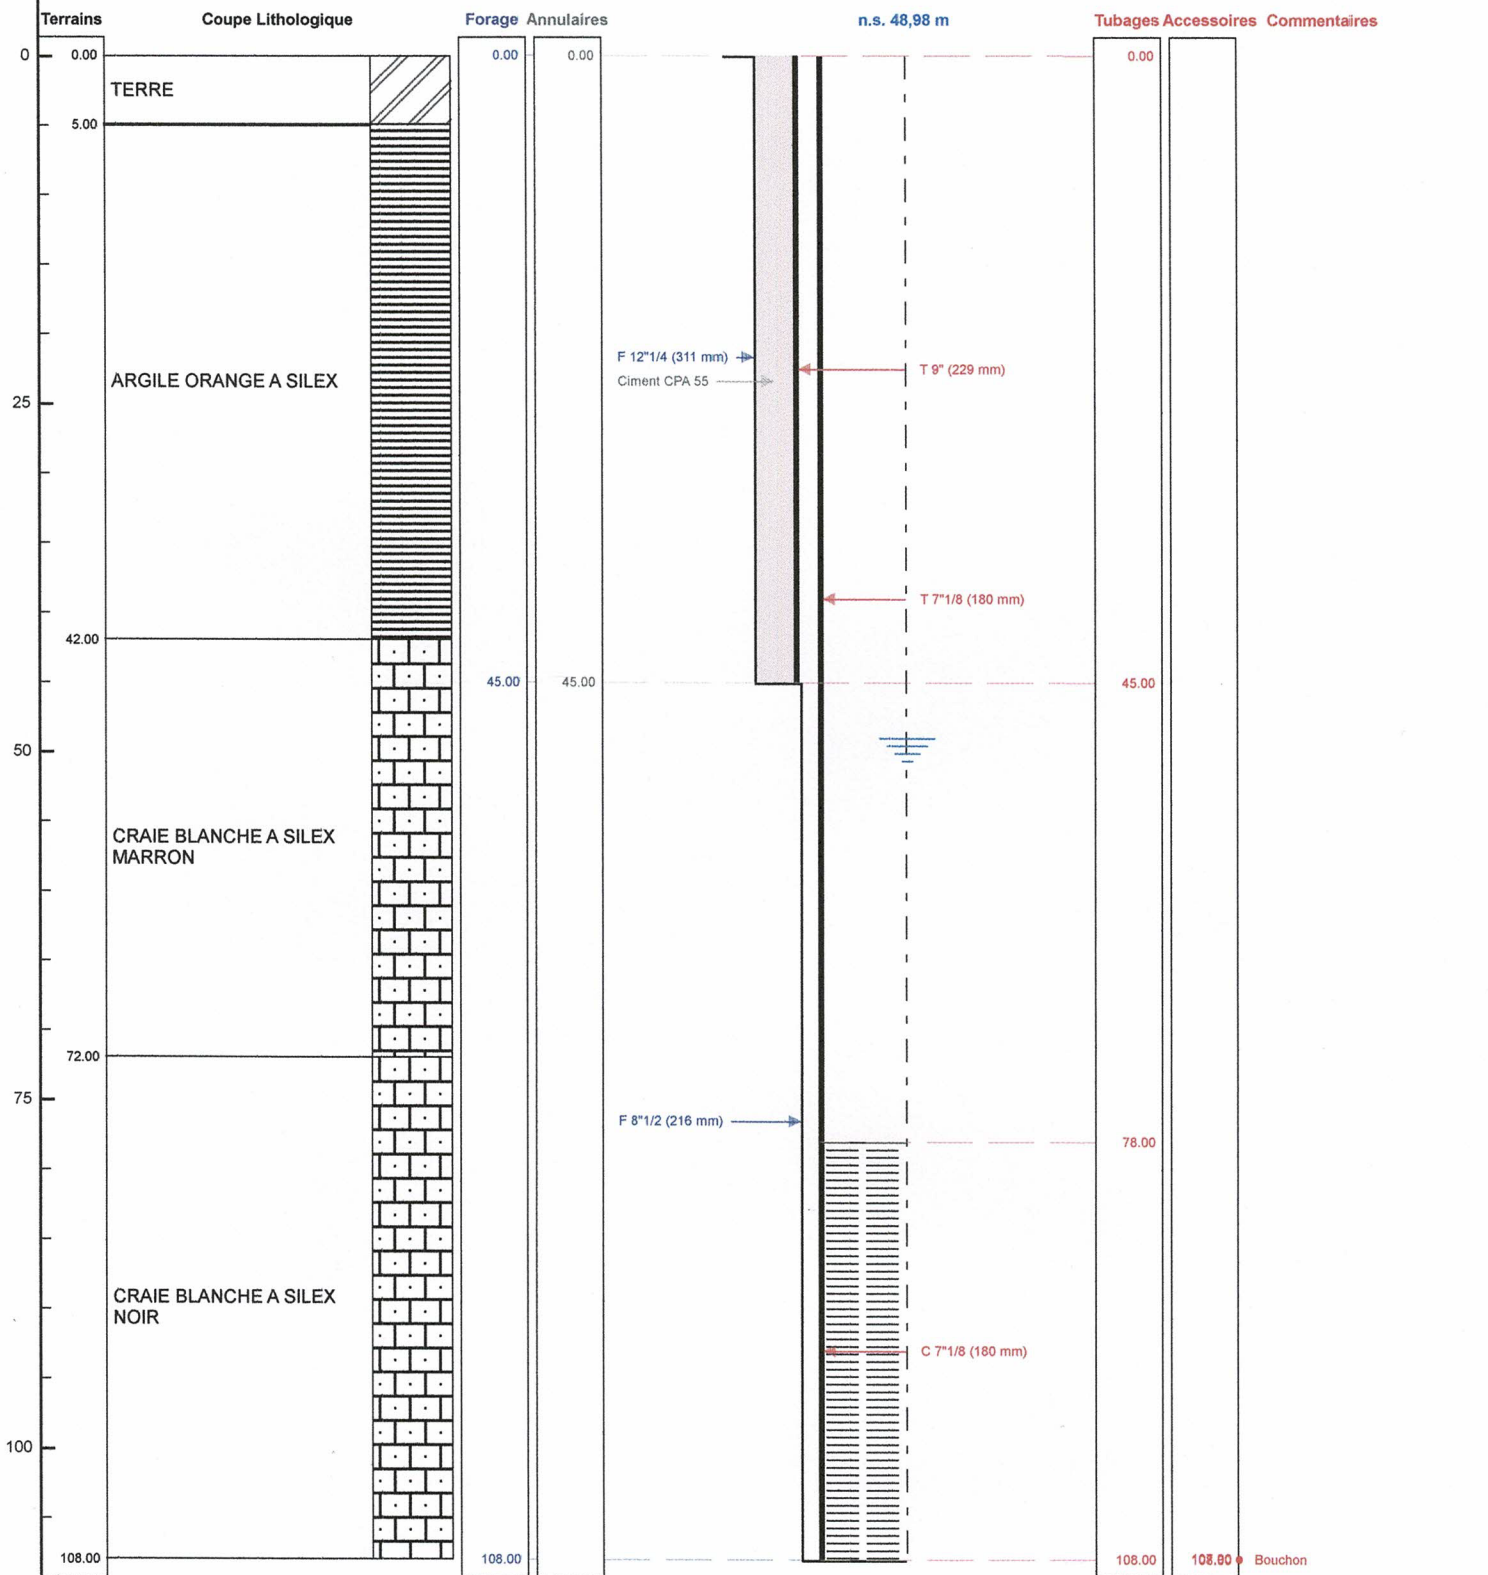 Terrains Coupe Lithologique Forage Annulaires n.s. 48,98 m Tubages Accessoires Commentaires
0 0.00 0.00 0.00 0.00
TERRE
5.00
F 12"1/4 (311 mm)
T 9" (229 mm)
ARGILE ORANGE A SILEX Ciment CPA 55
25
T 7"1/8 (180 mm)
42.00
45.00 45.00 45.00
50
CRAIE BLANCHE A SILEX
MARRON
72.00
75
F 8"1/2 (216 mm)
78.00
CRAIE BLANCHE A SILEX
NOIR
C 7"1/8 (180 mm)
100
108.00 108.00 108.00 Bouchon